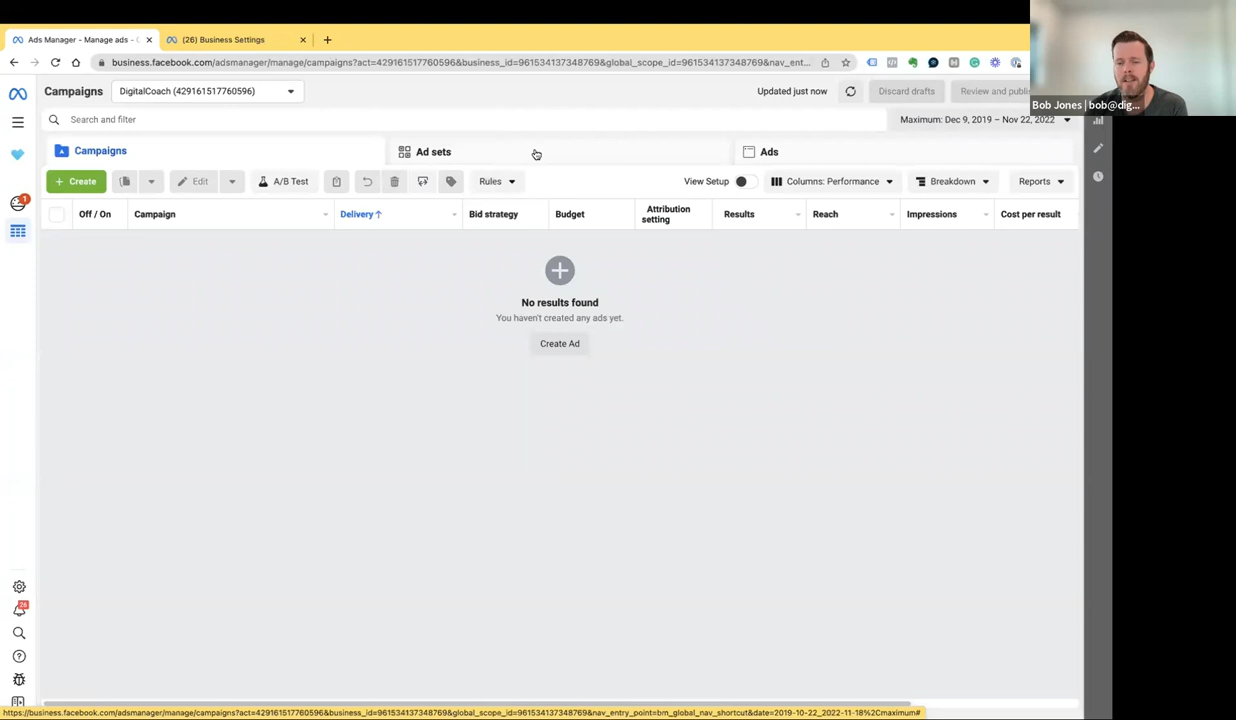 Ads Manager - Manage ads -
(26) Business Settings
business.facebook.com/adsmanager/manage/campaigns?act=429161517760596&business_id=961534137348769&global_scope_id=961534137348769&nav_ent...
Bob Jones | bob@dig...
Campaigns
DigitalCoach (429161517760596)
Updated just now
Discard drafts
Review and publi
Search and filter
Maximum: Dec 9, 2019 – Nov 22, 2022
Campaigns
Ad sets
Ads
+ Create
Edit
A/B Test
Rules
View Setup
Columns: Performance
Breakdown
Reports
Off / On
Campaign
Delivery ↑
Bid strategy
Budget
Attribution
setting
Results
Reach
Impressions
Cost per result
1
No results found
You haven't created any ads yet.
Create Ad
26
https://business.facebook.com/adsmanager/manage/campaigns?act=429161517760596&business_id=961534137348769&global_scope_id=961534137348769&nav_entry_point=bm_global_nav_shortcut&date=2019-10-22_2022-11-18%2Cmaximum#